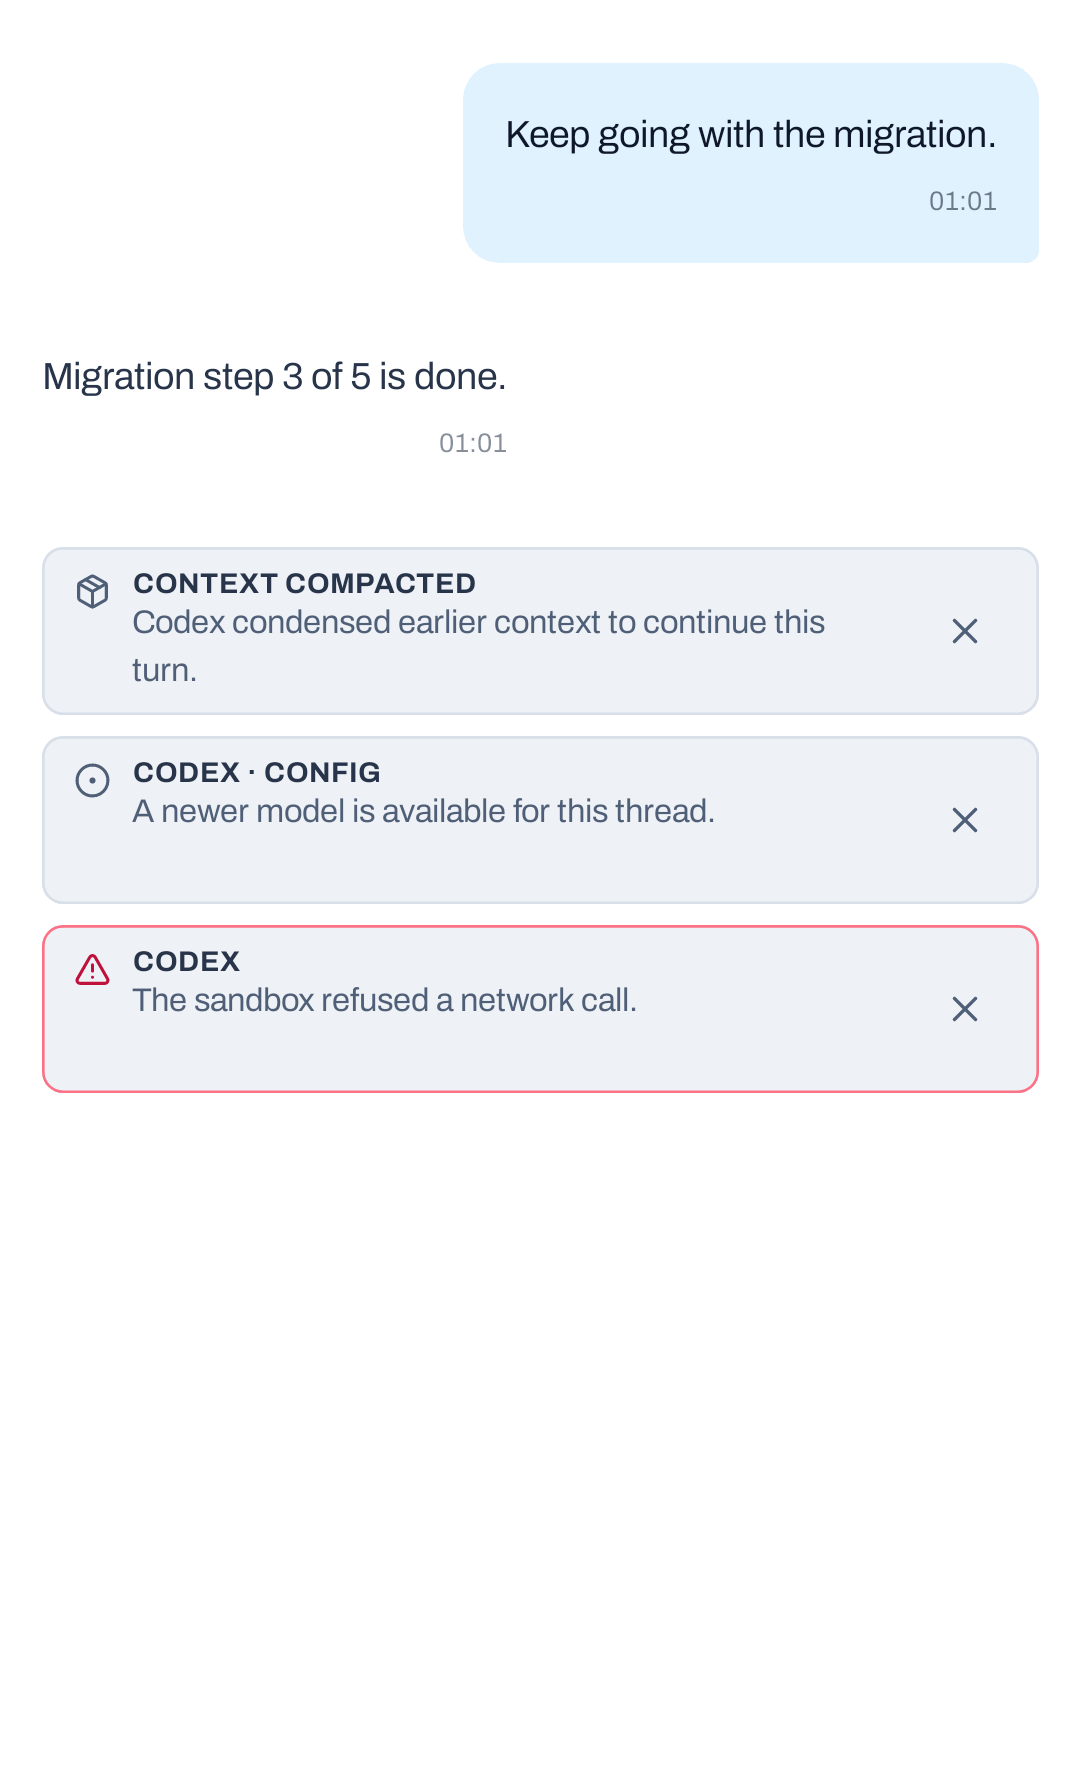 Keep going with the migration.
01:01
Migration step 3 of 5 is done.
01:01
CONTEXT COMPACTED
Codex condensed earlier context to continue this
turn.
CODEX · CONFIG
A newer model is available for this thread.
CODEX
The sandbox refused a network call.